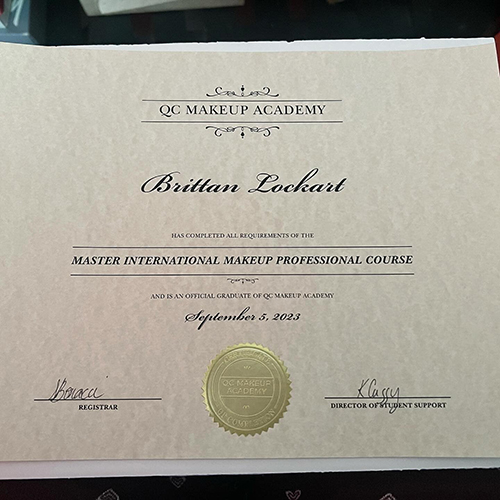 QC MAKEUP ACADEMY
Brittan Lockart
HAS COMPLETED ALL REQUIREMENTS OF THE
MASTER INTERNATIONAL MAKEUP PROFESSIONAL COURSE
AND IS AN OFFICIAL GRADUATE OF QC MAKEUP ACADEMY
September 5, 2023
QC MAKEUP
ACADEMY
REGISTRAR
DIRECTOR OF STUDENT SUPPORT